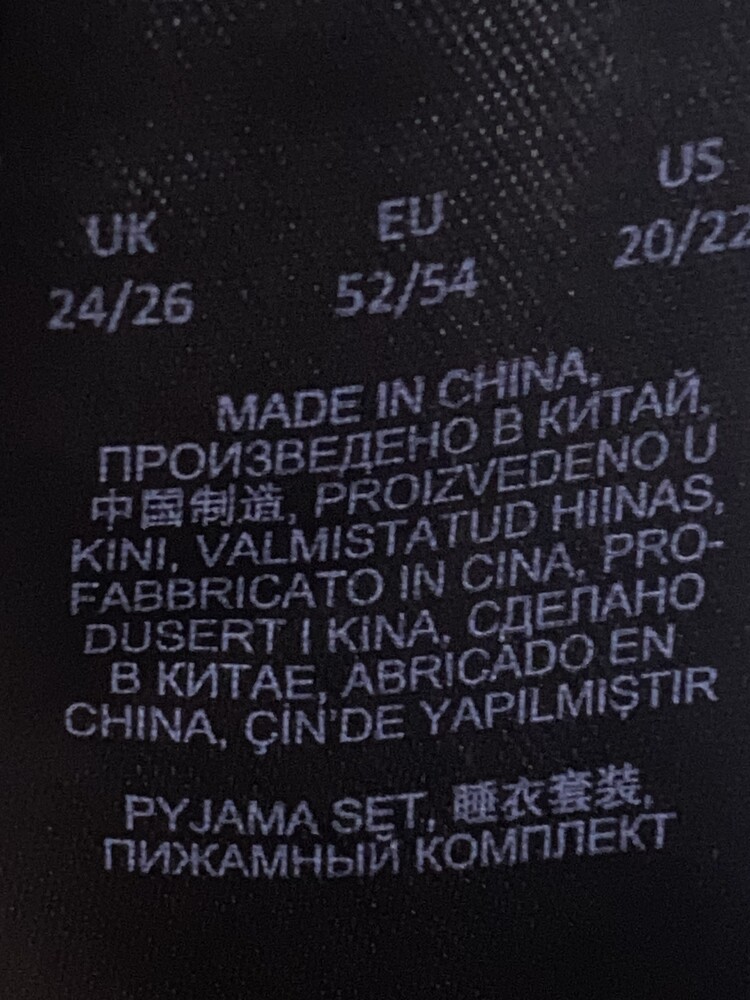 UK EU US
24/26 52/54 20/22
MADE IN CHINA,
ПРОИЗВЕДЕНО В КИТАЙ,
中国制造, PROIZVEDENO U
KINI, VALMISTATUD HIINAS,
FABBRICATO IN CINA, PRO-
DUSERT I KINA, СДЕЛАНО
В КИТАЕ, ABRICADO EN
CHINA, ÇİN'DE YAPILMIŞTIR
PYJAMA SET, 睡衣套装,
ПИЖАМНЫЙ КОМПЛЕКТ